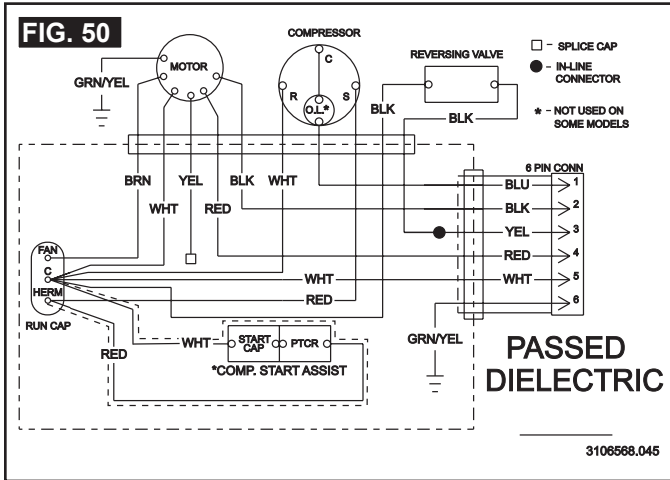 FIG. 50
COMPRESSOR
MOTOR
GRN/YEL
C
R
S
O.L.*
REVERSING VALVE
BLK
BLK
SPLICE CAP
IN-LINE
CONNECTOR
* - NOT USED ON
SOME MODELS
BRN
YEL
BLK
WHT
WHT
RED
6 PIN CONN
BLU
1
BLK
2
YEL
3
RED
4
WHT
5
6
FAN
C
HERM
RUN CAP
WHT
RED
RED
WHT
START
CAP
PTCR
*COMP. START ASSIST
GRN/YEL
PASSED
DIELECTRIC
3106568.045